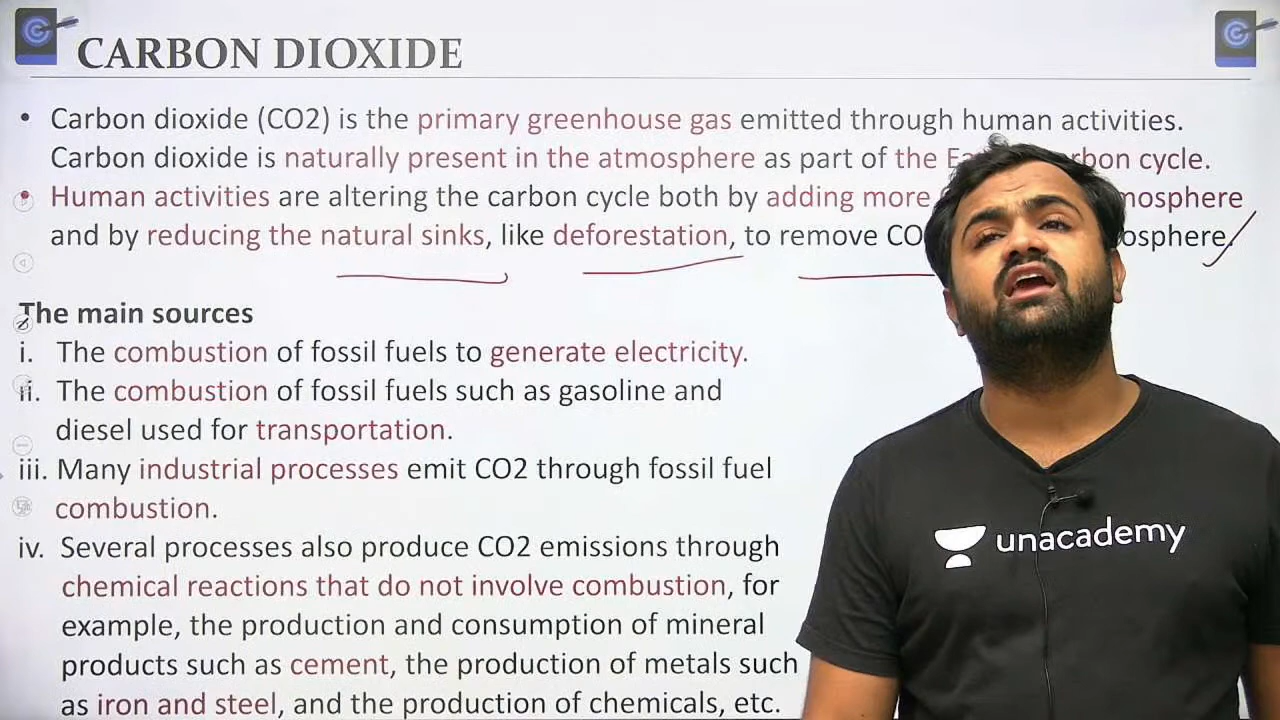 CARBON DIOXIDE
• Carbon dioxide (CO2) is the primary greenhouse gas emitted through human activities.
Carbon dioxide is naturally present in the atmosphere as part of the Ea rbon cycle.
• Human activities are altering the carbon cycle both by adding more mosphere
and by reducing the natural sinks, like deforestation, to remove CO osphere.
The main sources
i. The combustion of fossil fuels to generate electricity.
ii. The combustion of fossil fuels such as gasoline and
diesel used for transportation.
iii. Many industrial processes emit CO2 through fossil fuel
combustion.
iv. Several processes also produce CO2 emissions through
chemical reactions that do not involve combustion, for
example, the production and consumption of mineral
products such as cement, the production of metals such
as iron and steel, and the production of chemicals, etc.
unacademy